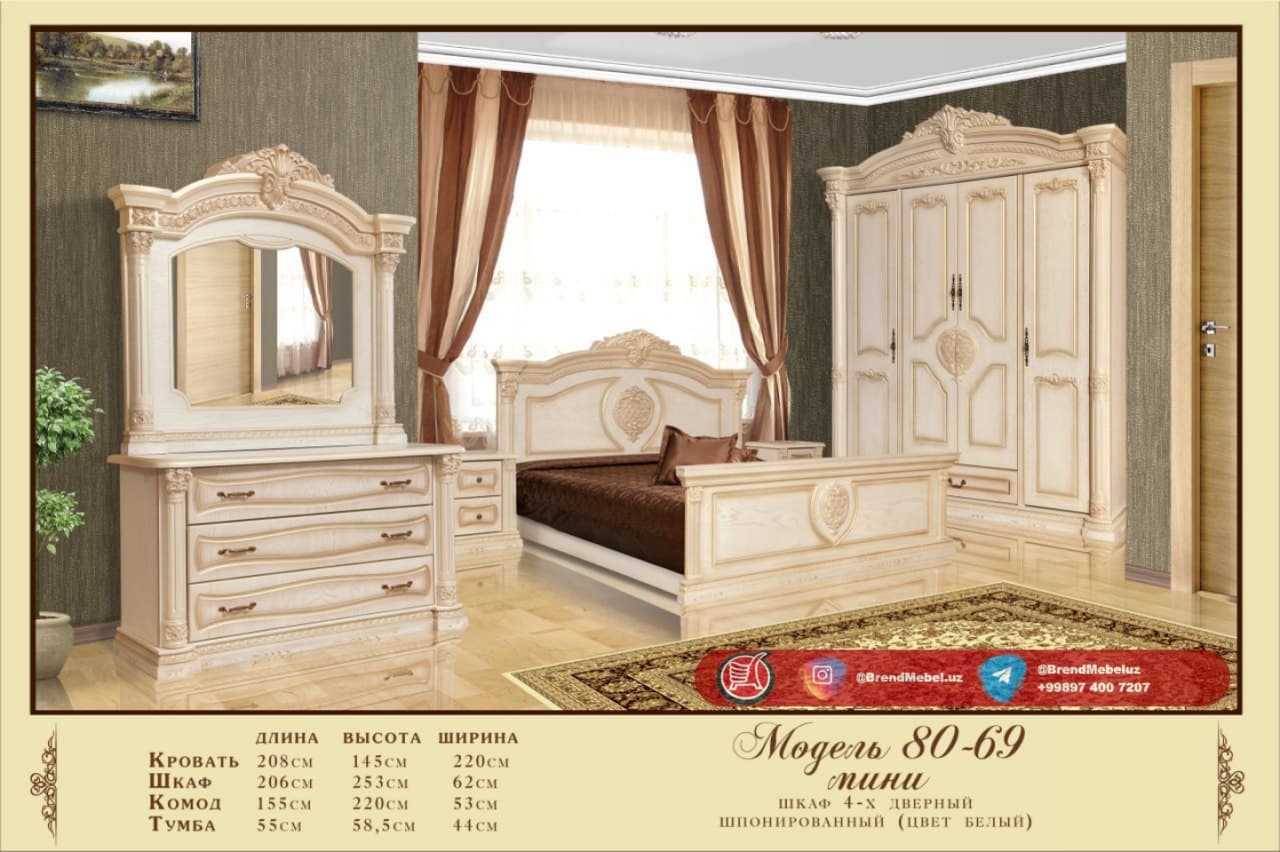 @BrendMebel.uz
@BrendMebeluz
+99897 400 7207
ДЛИНА ВЫСОТА ШИРИНА
КРОВАТЬ 208СМ 145СМ 220СМ
ШКАФ 206СМ 253СМ 62СМ
КОМОД 155СМ 220СМ 53СМ
ТУМБА 55СМ 58,5СМ 44СМ
Модель 80-69
мини
ШКАФ 4-Х ДВЕРНЫЙ
ШПОНИРОВАННЫЙ (ЦВЕТ БЕЛЫЙ)